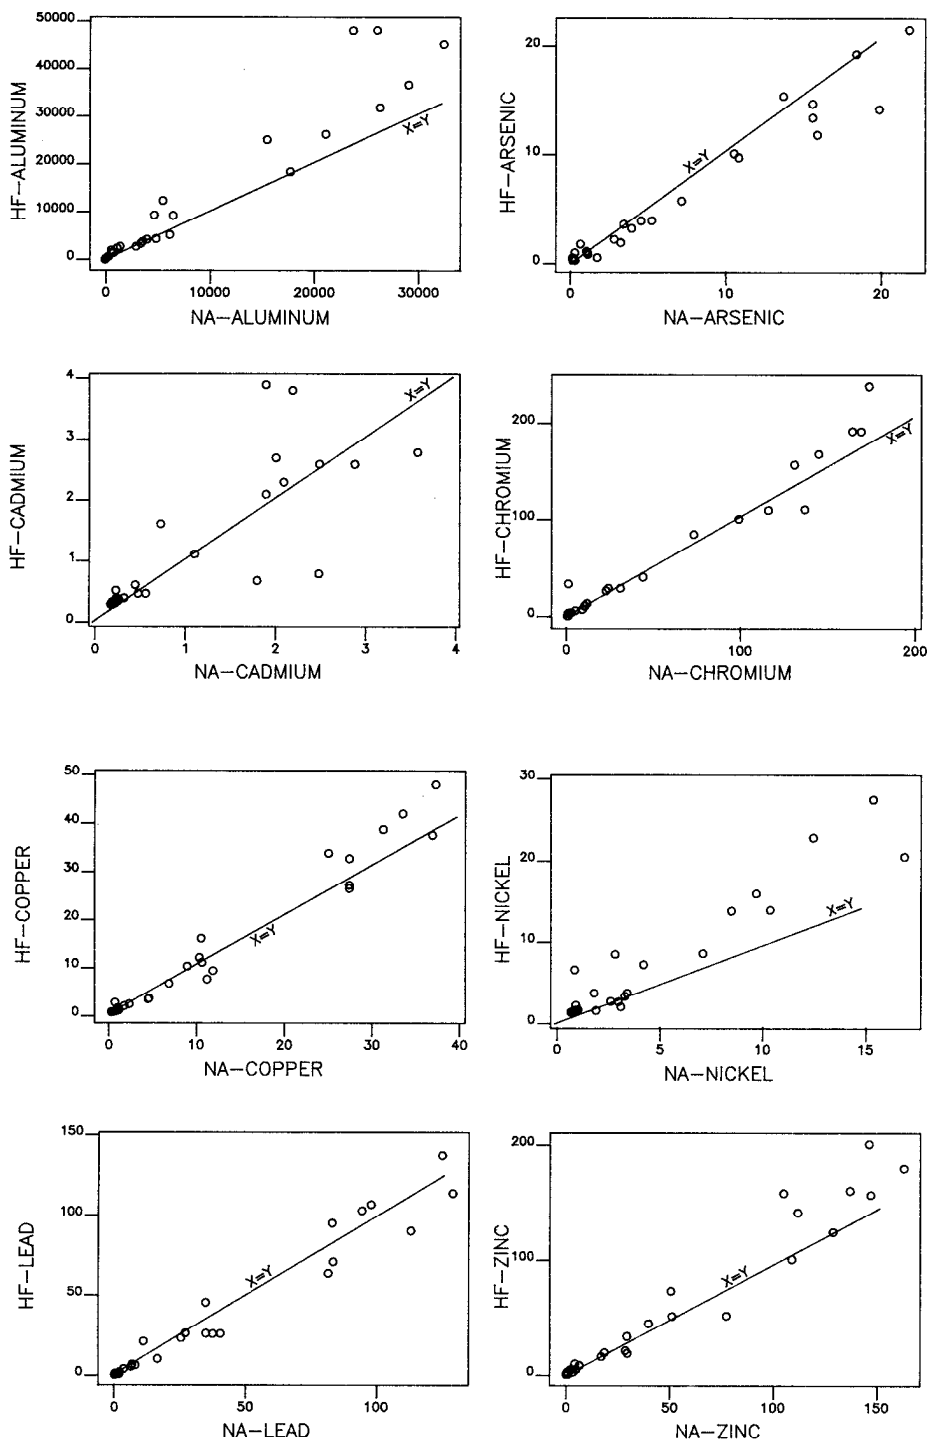 50000
40000
30000
20000
10000
0
HF-ALUMINUM
X=Y
0 10000 20000 30000
NA-ALUMINUM
20
10
0
HF-ARSENIC
X=Y
0 10 20
NA-ARSENIC
4
3
2
1
0
HF-CADMIUM
X=Y
0 1 2 3 4
NA-CADMIUM
200
100
0
HF-CHROMIUM
X=Y
0 100 200
NA-CHROMIUM
50
40
30
20
10
0
HF-COPPER
X=Y
0 10 20 30 40
NA-COPPER
30
20
10
0
HF-NICKEL
X=Y
0 5 10 15
NA-NICKEL
150
100
50
0
HF-LEAD
X=Y
0 50 100
NA-LEAD
200
100
0
HF-ZINC
X=Y
0 50 100 150
NA-ZINC